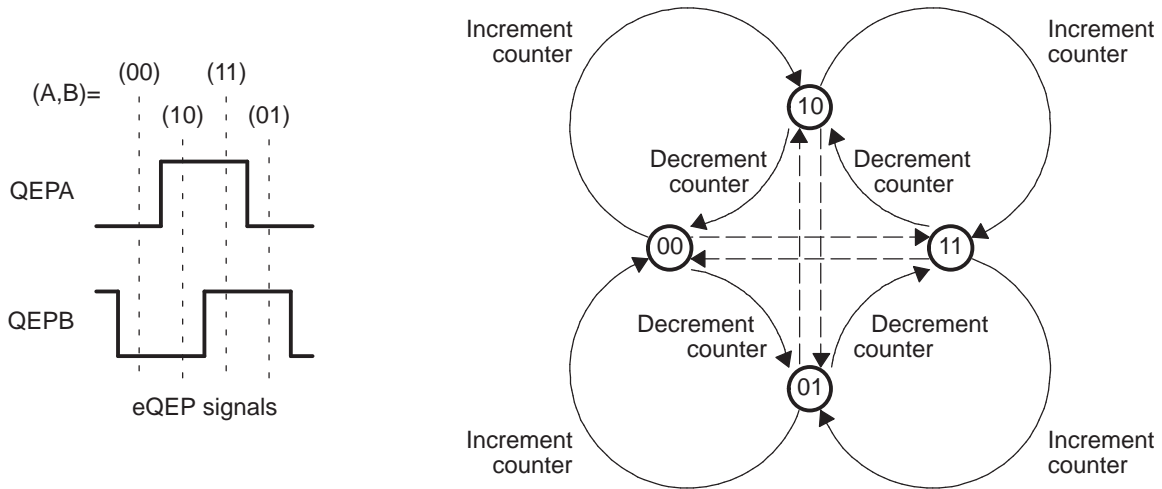 (A,B)=
(00)
(11)
(10)
(01)
QEPA
QEPB
eQEP signals
Increment
counter
Increment
counter
10
Decrement
counter
Decrement
counter
00
11
Decrement
counter
Decrement
counter
01
Increment
counter
Increment
counter